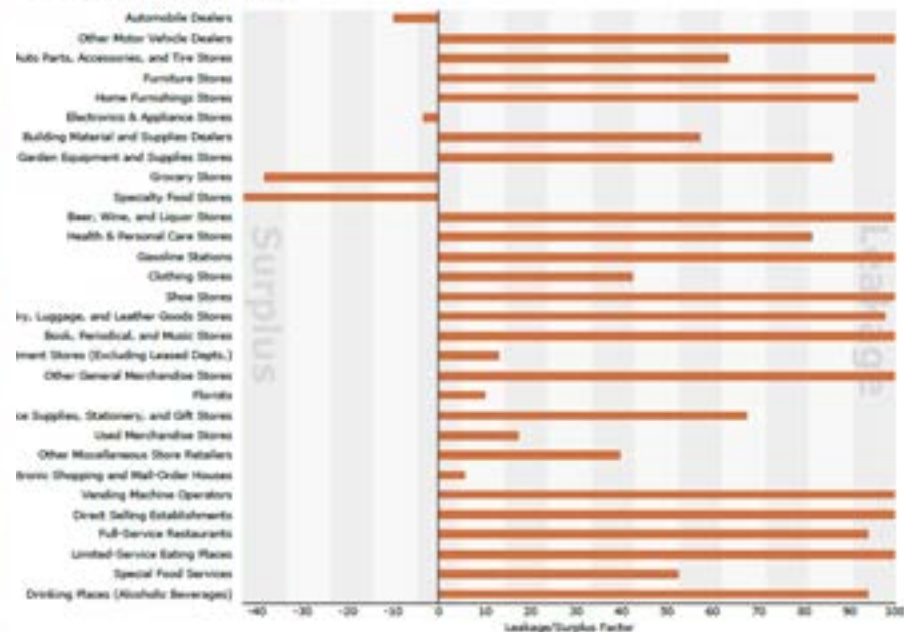 Automobile Dealers
Other Motor Vehicle Dealers
Auto Parts, Accessories, and Tire Stores
Furniture Stores
Home Furnishings Stores
Electronics & Appliance Stores
Building Material and Supplies Dealers
Garden Equipment and Supplies Stores
Grocery Stores
Specialty Food Stores
Beer, Wine, and Liquor Stores
Health & Personal Care Stores
Gasoline Stations
Clothing Stores
Shoe Stores
ry, Luggage, and Leather Goods Stores
Book, Periodical, and Music Stores
ment Stores (Excluding Leased Depts.)
Other General Merchandise Stores
Florists
ce Supplies, Stationery, and Gift Stores
Used Merchandise Stores
Other Miscellaneous Store Retailers
tronic Shopping and Mail-Order Houses
Vending Machine Operators
Direct Selling Establishments
Full-Service Restaurants
Limited-Service Eating Places
Special Food Services
Drinking Places (Alcoholic Beverages)
Surplus
Leakage
-40 -30 -20 -10 0 10 20 30 40 50 60 70 80 90 100
Leakage/Surplus Factor